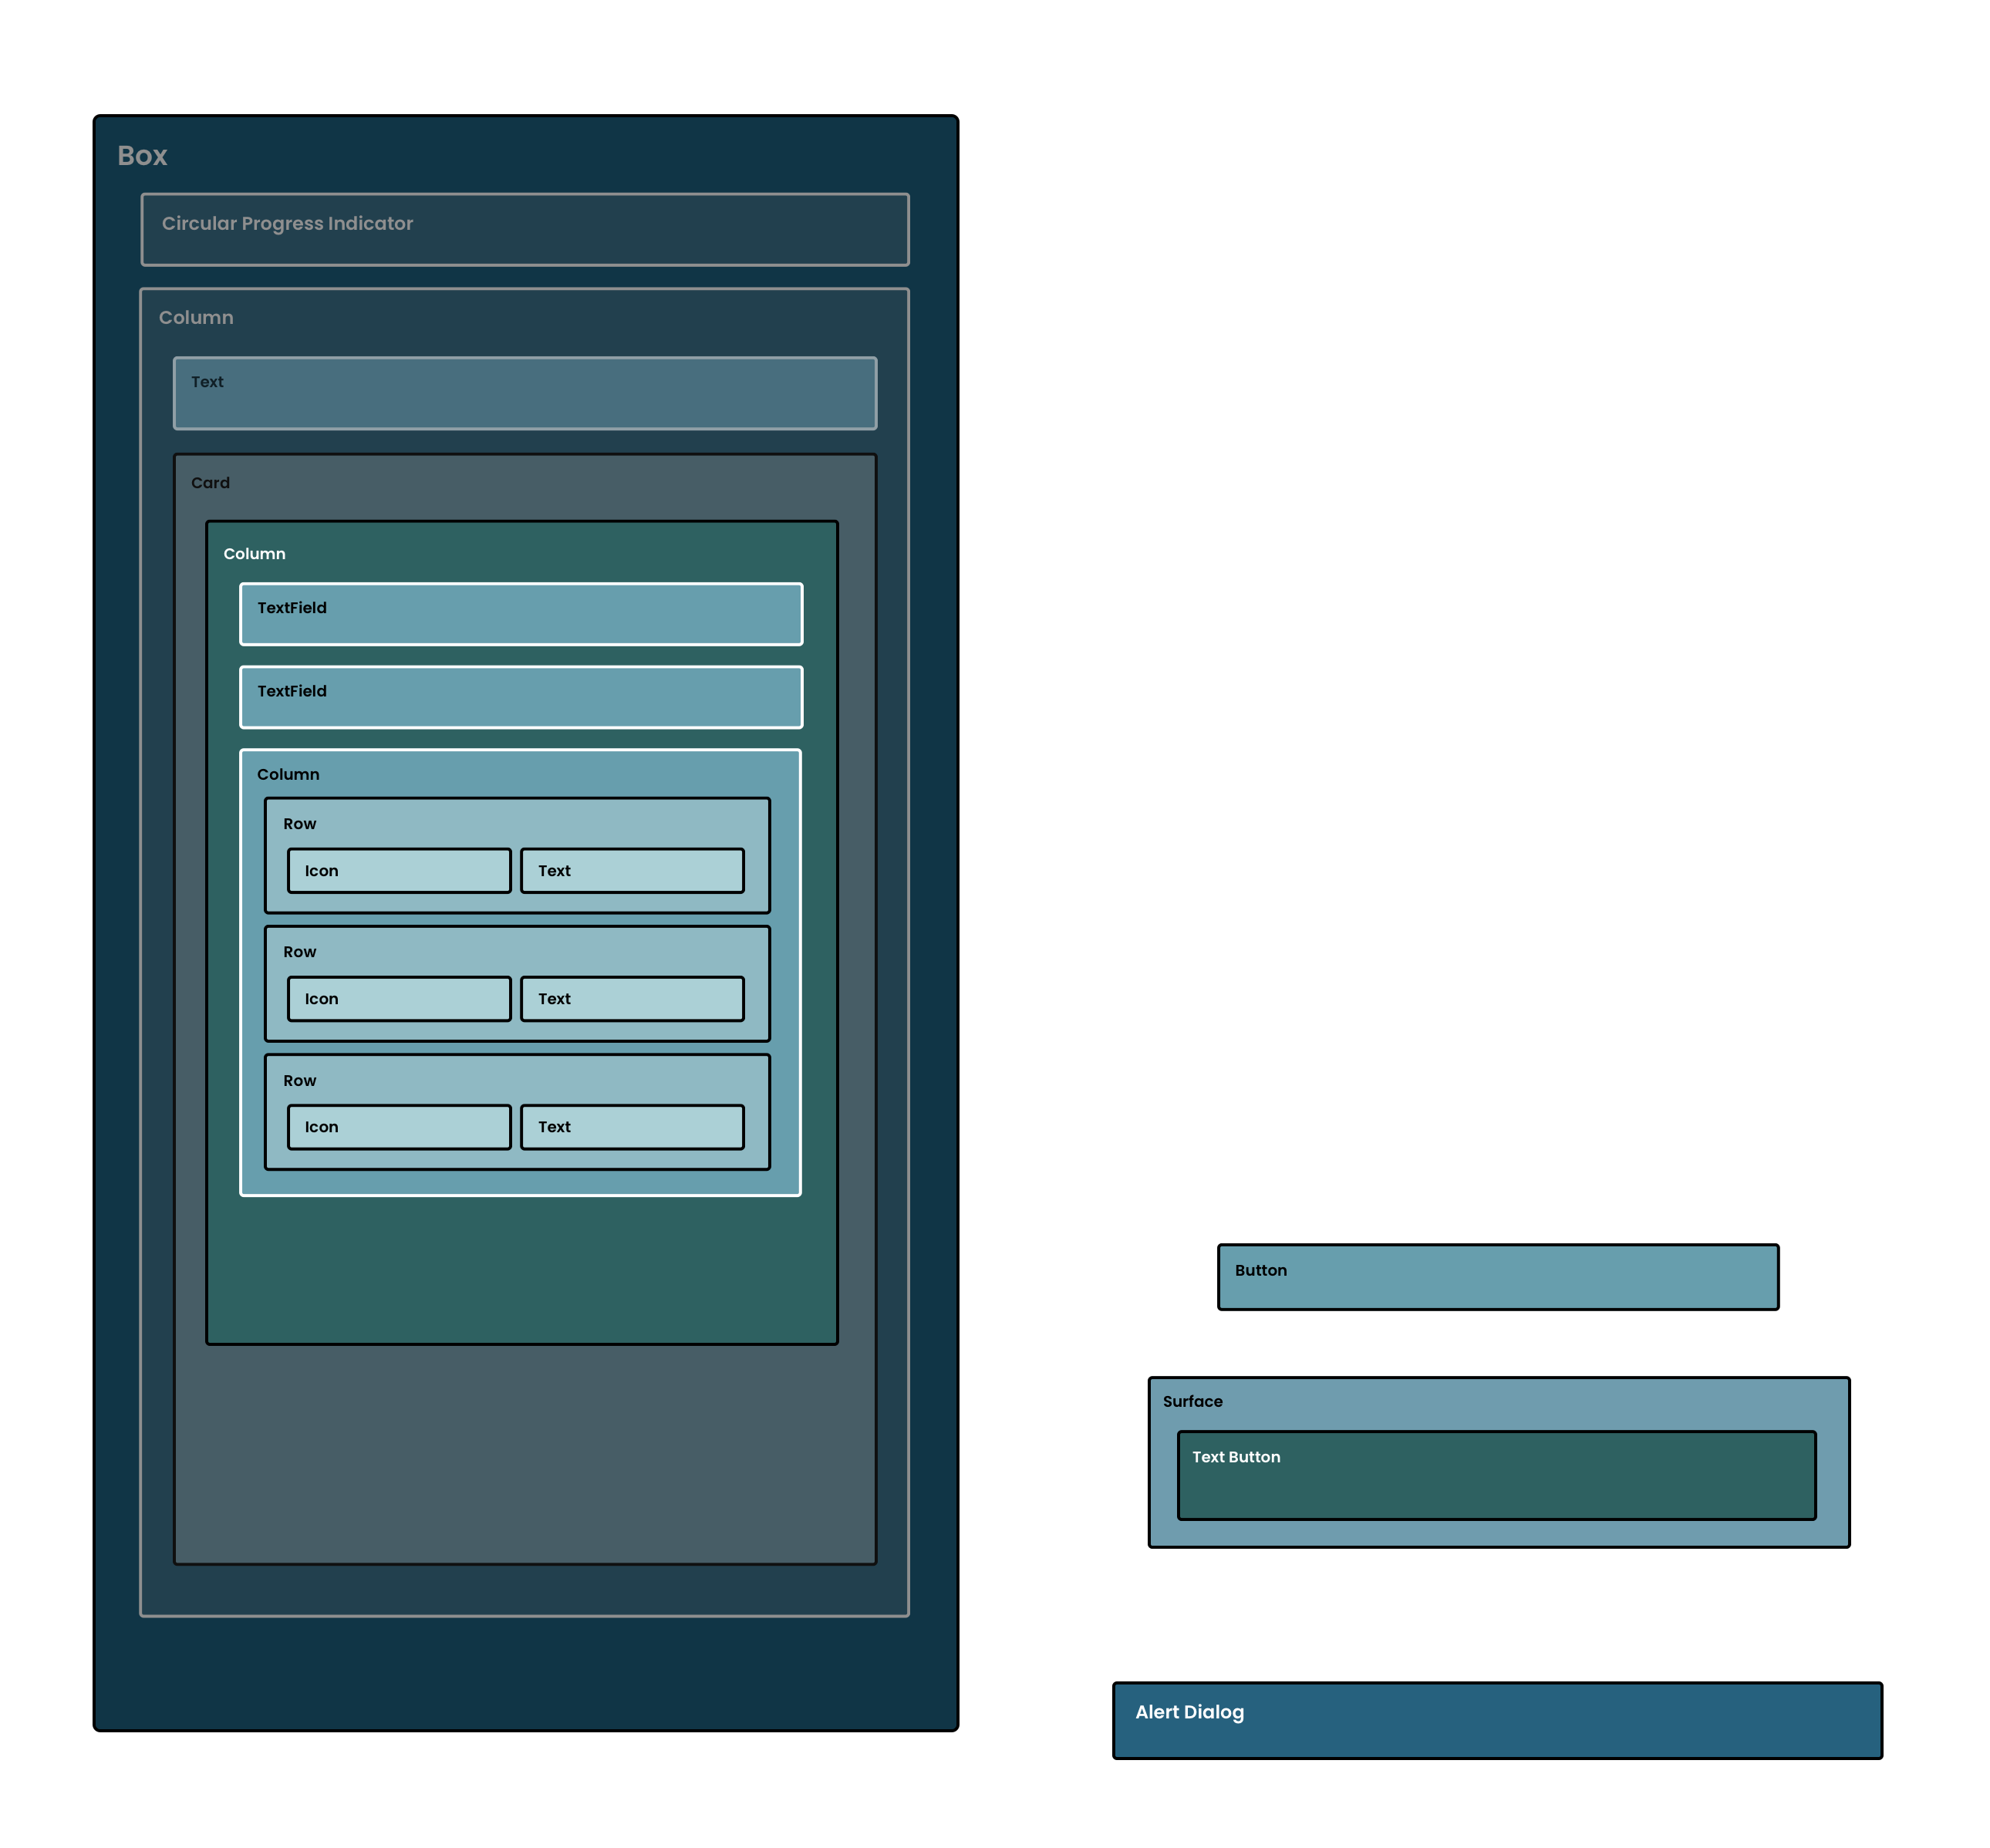 Box
Circular Progress Indicator
Column
Text
Card
Column
TextField
TextField
Column
Row
Icon
Text
Row
Icon
Text
Row
Icon
Text
Button
Surface
Text Button
Alert Dialog